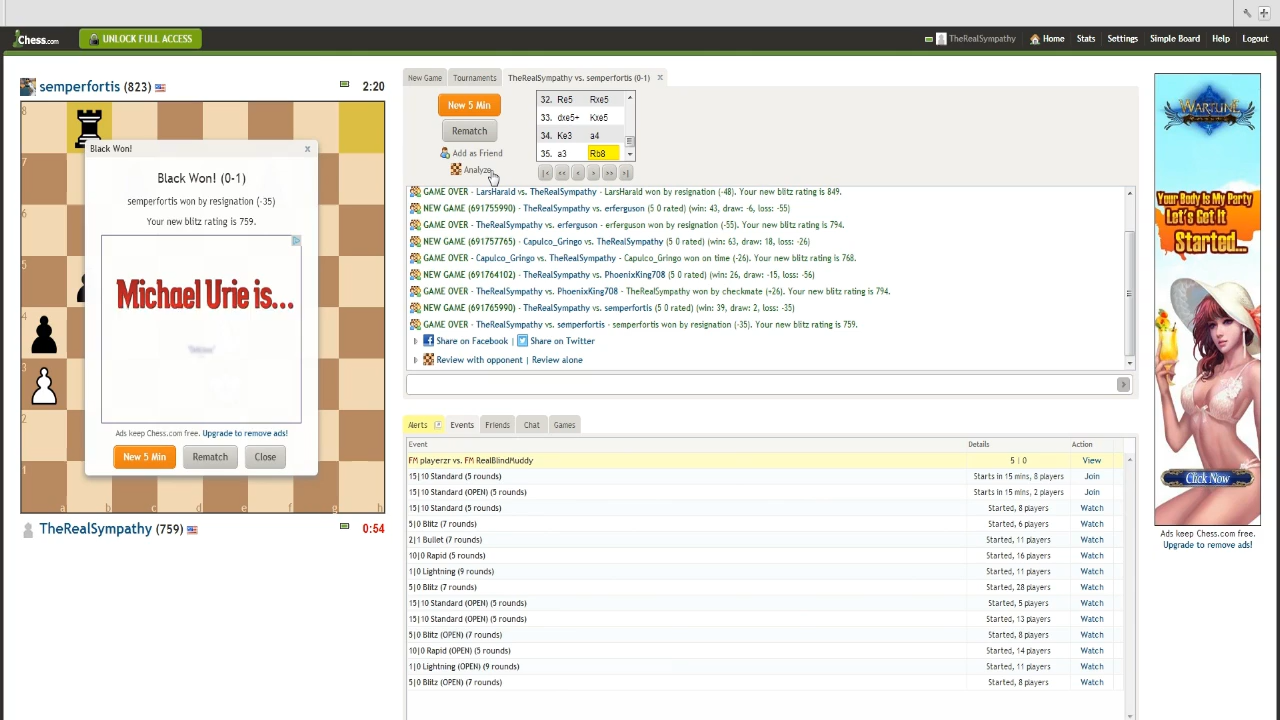 Chess.com
UNLOCK FULL ACCESS
TheRealSympathy
Home
Stats
Settings
Simple Board
Help
Logout
semperfortis (823)
2:20
8
7
6
5
4
3
2
1
a
b
c
d
e
f
g
h
Black Won!
x
Black Won! (0-1)
semperfortis won by resignation (-35)
Your new blitz rating is 759.
Michael Urie is...
Ads keep Chess.com free. Upgrade to remove ads!
New 5 Min
Rematch
Close
TheRealSympathy (759)
0:54
New Game
Tournaments
TheRealSympathy vs. semperfortis (0-1) x
New 5 Min
Rematch
Add as Friend
Analyze
32. Re5 Rxe5
33. dxe5+ Kxe5
34. Ke3 a4
35. a3 Rb8
|< << < > >> >|
GAME OVER - LarsHarald vs. TheRealSympathy - LarsHarald won by resignation (-48). Your new blitz rating is 849.
NEW GAME (691755990) - TheRealSympathy vs. erferguson (5 0 rated) (win: 43, draw: -6, loss: -55)
GAME OVER - TheRealSympathy vs. erferguson - erferguson won by resignation (-55). Your new blitz rating is 794.
NEW GAME (691757765) - Capulco_Gringo vs. TheRealSympathy (5 0 rated) (win: 63, draw: 18, loss: -26)
GAME OVER - Capulco_Gringo vs. TheRealSympathy - Capulco_Gringo won on time (-26). Your new blitz rating is 768.
NEW GAME (691764102) - TheRealSympathy vs. PhoenixKing708 (5 0 rated) (win: 26, draw: -15, loss: -56)
GAME OVER - TheRealSympathy vs. PhoenixKing708 - TheRealSympathy won by checkmate (+26). Your new blitz rating is 794.
NEW GAME (691765990) - TheRealSympathy vs. semperfortis (5 0 rated) (win: 39, draw: 2, loss: -35)
GAME OVER - TheRealSympathy vs. semperfortis - semperfortis won by resignation (-35). Your new blitz rating is 759.
Share on Facebook | Share on Twitter
Review with opponent | Review alone
Alerts
Events
Friends
Chat
Games
Event Details Action
FM playerzr vs. FM RealBlindMuddy 5 | 0 View
15|10 Standard (5 rounds) Starts in 15 mins, 8 players Join
15|10 Standard (OPEN) (5 rounds) Starts in 15 mins, 2 players Join
15|10 Standard (5 rounds) Started, 8 players Watch
5|0 Blitz (7 rounds) Started, 6 players Watch
2|1 Bullet (7 rounds) Started, 11 players Watch
10|0 Rapid (5 rounds) Started, 16 players Watch
1|0 Lightning (9 rounds) Started, 11 players Watch
5|0 Blitz (7 rounds) Started, 28 players Watch
15|10 Standard (OPEN) (5 rounds) Started, 5 players Watch
15|10 Standard (OPEN) (5 rounds) Started, 13 players Watch
5|0 Blitz (OPEN) (7 rounds) Started, 8 players Watch
10|0 Rapid (OPEN) (5 rounds) Started, 14 players Watch
1|0 Lightning (OPEN) (9 rounds) Started, 11 players Watch
5|0 Blitz (OPEN) (7 rounds) Started, 8 players Watch
WARTUNE
Your Body Is My Party
Let's Get It
Started...
Click Now
Ads keep Chess.com free.
Upgrade to remove ads!